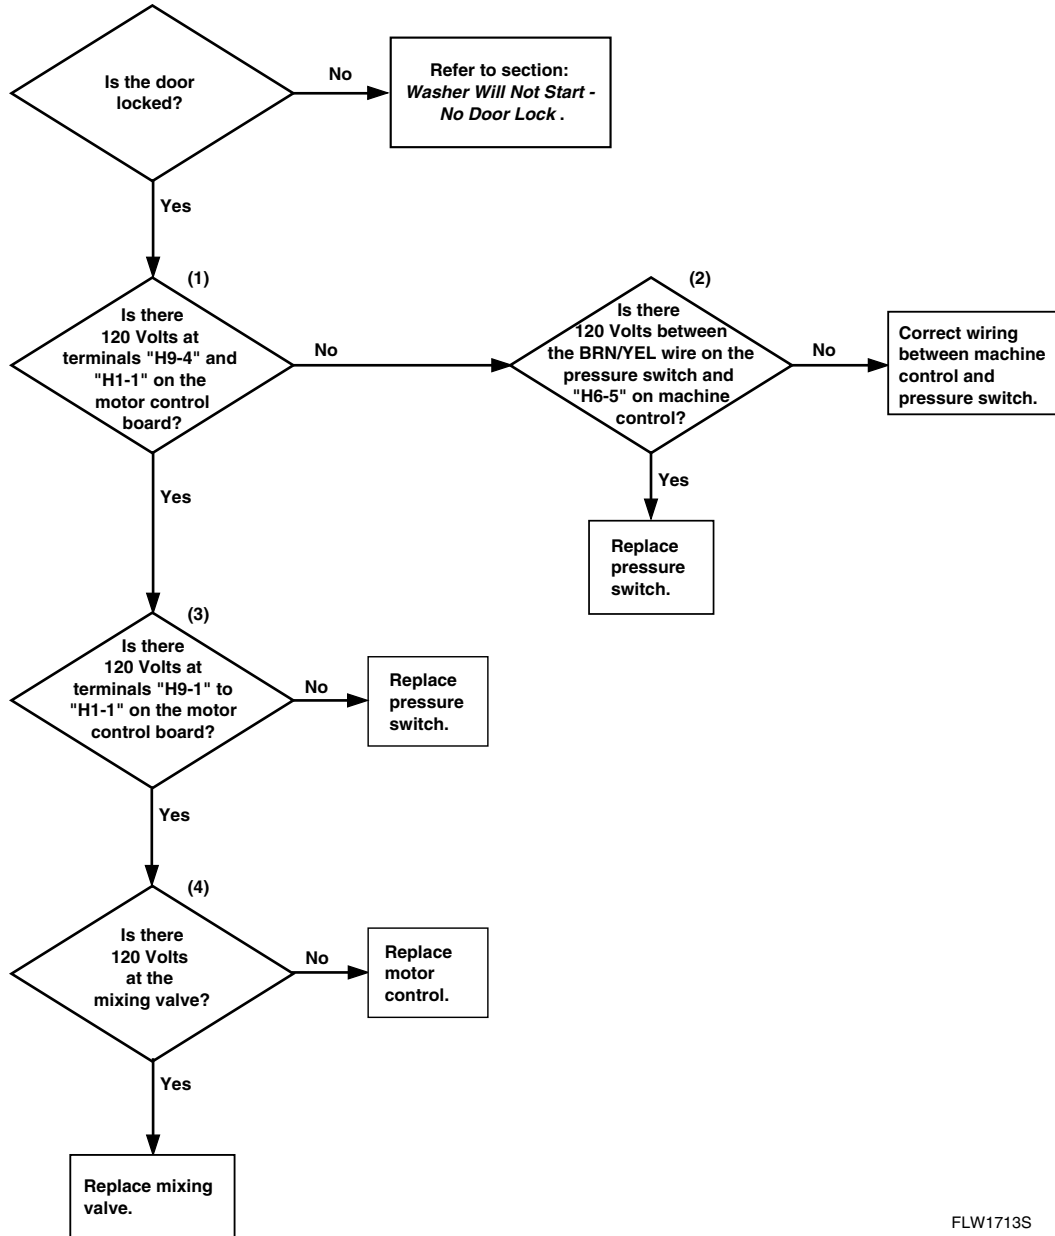 Is the door
locked?
No
Refer to section:
Washer Will Not Start -
No Door Lock .
Yes
(1)
Is there
120 Volts at
terminals "H9-4" and
"H1-1" on the
motor control
board?
No
(2)
Is there
120 Volts between
the BRN/YEL wire on the
pressure switch and
"H6-5" on machine
control?
No
Correct wiring
between machine
control and
pressure switch.
Yes
Replace
pressure
switch.
Yes
(3)
Is there
120 Volts at
terminals "H9-1" to
"H1-1" on the motor
control board?
No
Replace
pressure
switch.
Yes
(4)
Is there
120 Volts
at the
mixing valve?
No
Replace
motor
control.
Yes
Replace mixing
valve.
FLW1713S